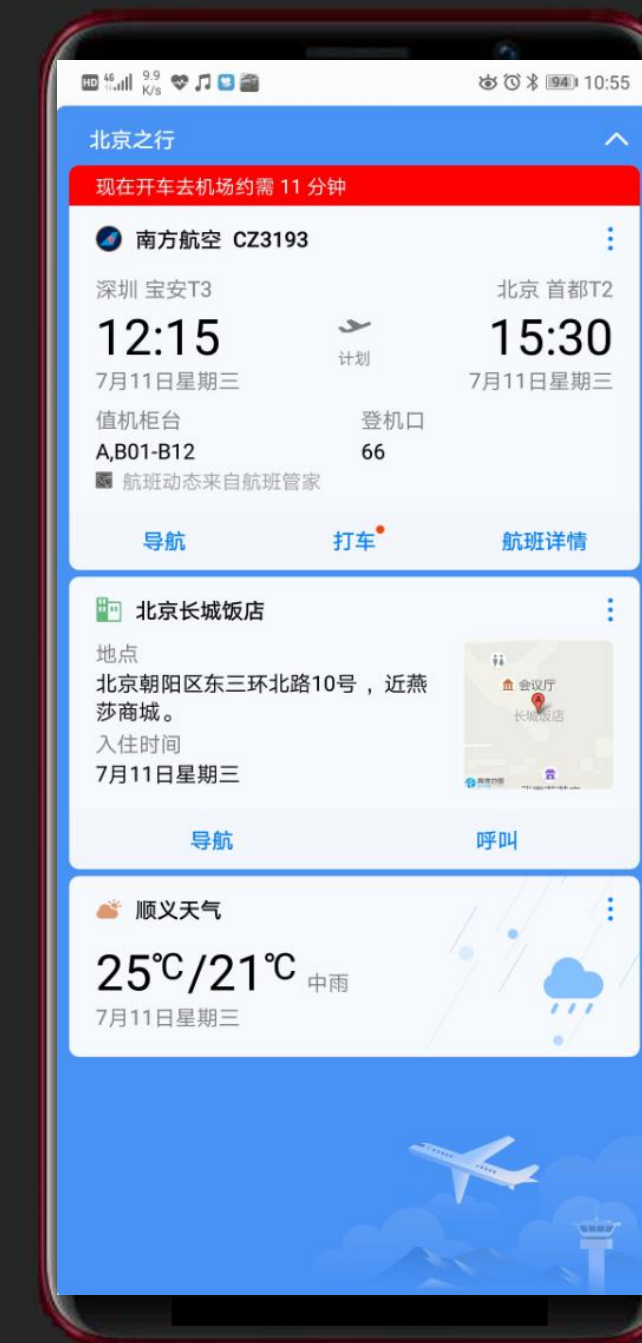 HD 46 9.9 K/s 94 10:55
北京之行
现在开车去机场约需 11 分钟
南方航空 CZ3193
深圳 宝安T3 北京 首都T2
12:15 15:30
计划
7月11日星期三 7月11日星期三
值机柜台 登机口
A,B01-B12 66
航班动态来自航班管家
导航 打车 航班详情
北京长城饭店
地点
北京朝阳区东三环北路10号，近燕
莎商城。
会议厅
A
长城饭店
入住时间
7月11日星期三
导航 呼叫
顺义天气
25℃/21℃ 中雨
7月11日星期三